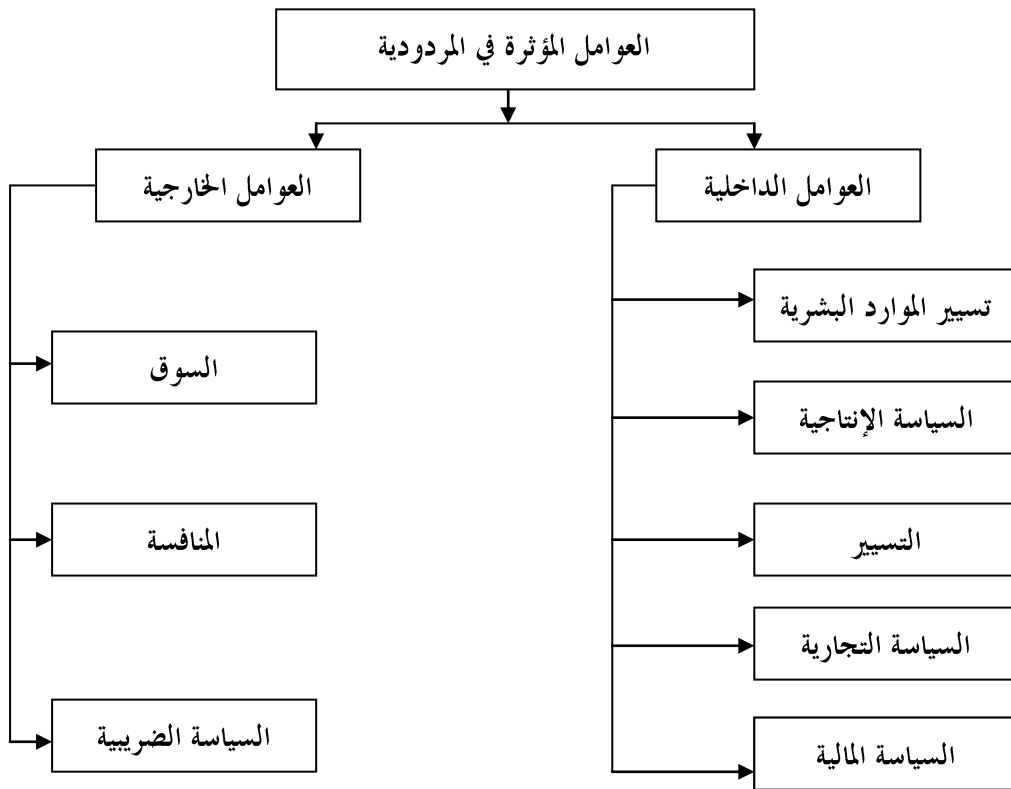 العوامل المؤثرة في المردودية
العوامل الداخلية
تسيير الموارد البشرية
السياسة الإنتاجية
التسيير
السياسة التجارية
السياسة المالية
العوامل الخارجية
السوق
المنافسة
السياسة الضريبية